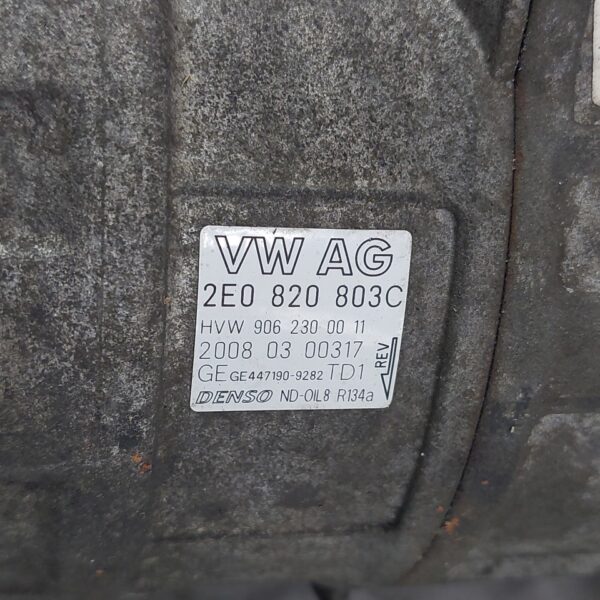 VW AG
2E0 820 803C
HVW 906 230 00 11
2008 03 00317
GE GE447190-9282 TD1
REV
DENSO ND-OIL8 R134a